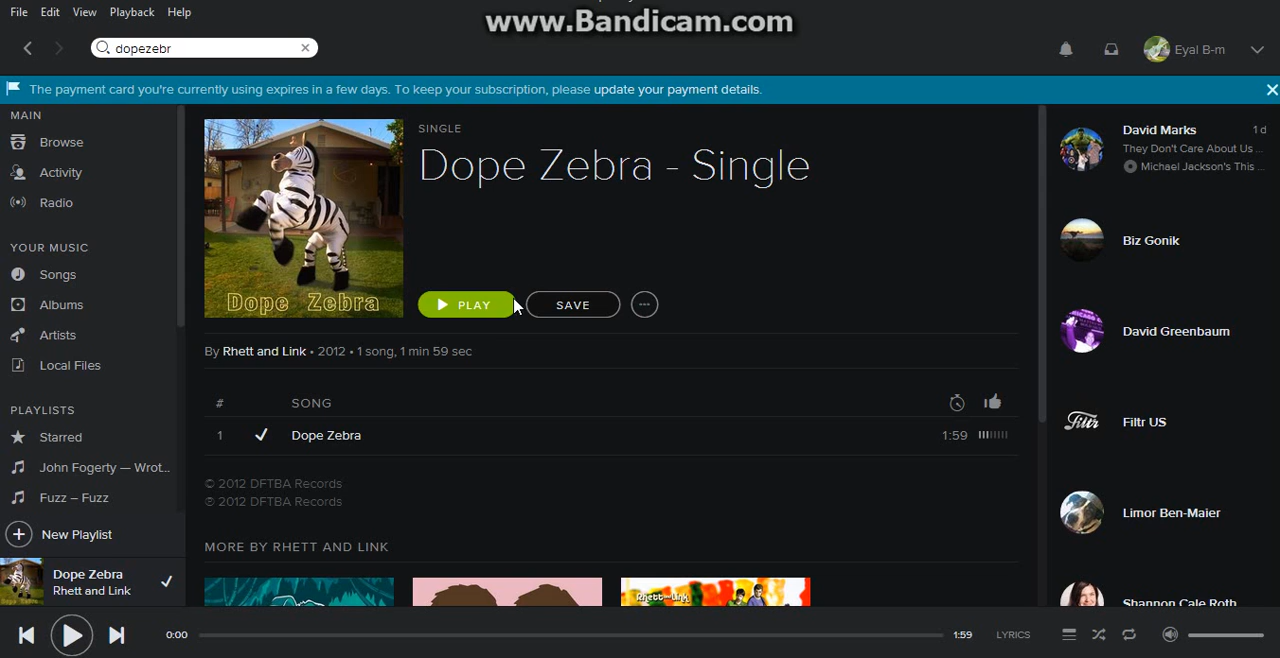 www.Bandicam.com
File Edit View Playback Help
dopezebr
Eyal B-m
The payment card you're currently using expires in a few days. To keep your subscription, please update your payment details.
MAIN
Browse
Activity
Radio
YOUR MUSIC
Songs
Albums
Artists
Local Files
PLAYLISTS
Starred
John Fogerty — Wrot...
Fuzz – Fuzz
New Playlist
Dope Zebra
Rhett and Link
Dope Zebra
SINGLE
Dope Zebra - Single
PLAY SAVE
By Rhett and Link • 2012 • 1 song, 1 min 59 sec
# SONG
1 Dope Zebra 1:59
© 2012 DFTBA Records
℗ 2012 DFTBA Records
MORE BY RHETT AND LINK
Rhett-Link
David Marks 1 d
They Don't Care About Us ...
Michael Jackson's This ...
Biz Gonik
David Greenbaum
Filtr
Filtr US
Limor Ben-Maier
Shannon Cale Roth
0:00 1:59 LYRICS